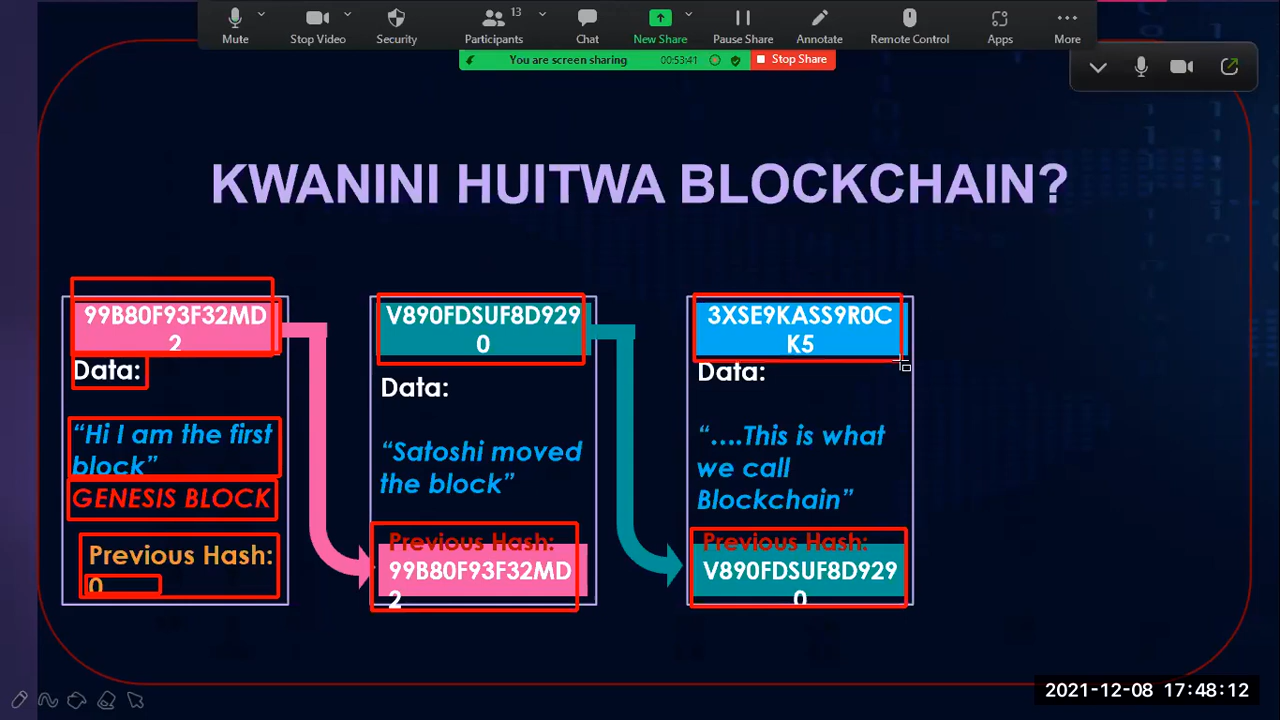 Mute
Stop Video
Security
Participants
13
Chat
New Share
Pause Share
Annotate
Remote Control
Apps
More
You are screen sharing
00:53:41
Stop Share
KWANINI HUITWA BLOCKCHAIN?
99B80F93F32MD
2
Data:
“Hi I am the first
block”
GENESIS BLOCK
Previous Hash:
0
V890FDSUF8D929
0
Data:
“Satoshi moved
the block”
Previous Hash:
99B80F93F32MD
2
3XSE9KASS9R0C
K5
Data:
“....This is what
we call
Blockchain”
Previous Hash:
V890FDSUF8D929
0
2021-12-08 17:48:12